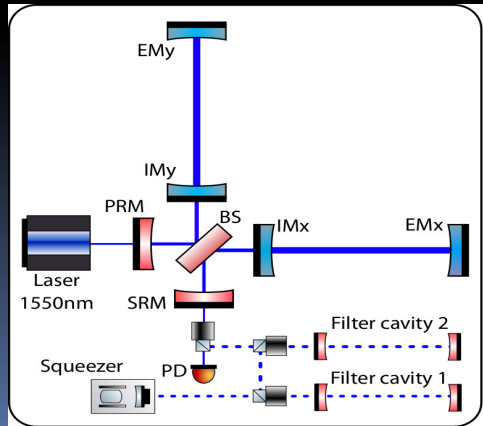 EMy
IMy
PRM
BS
IMx
EMx
Laser
1550nm
SRM
Filter cavity 2
Squeezer
PD
Filter cavity 1